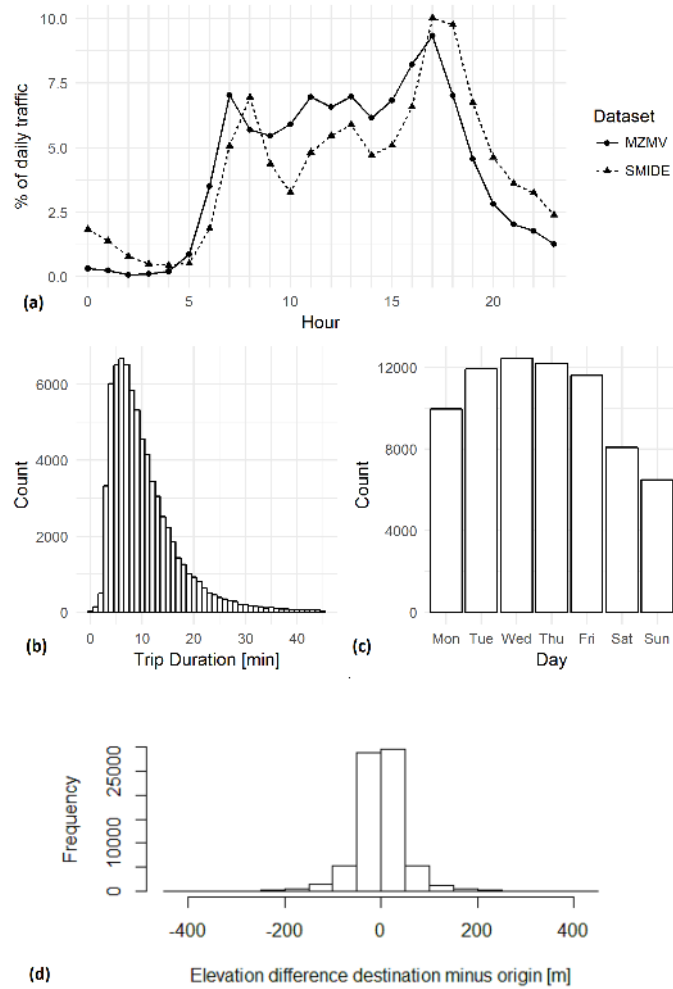 10.0
7.5
5.0
2.5
0.0
% of daily traffic
0 5 10 15 20
Hour
(a)
Dataset
MZMV
SMIDE
6000
4000
2000
0
Count
0 10 20 30 40
Trip Duration [min]
(b)
12000
8000
4000
0
Count
Mon Tue Wed Thu Fri Sat Sun
Day
(c)
25000
10000
0
Frequency
-400 -200 0 200 400
Elevation difference destination minus origin [m]
(d)